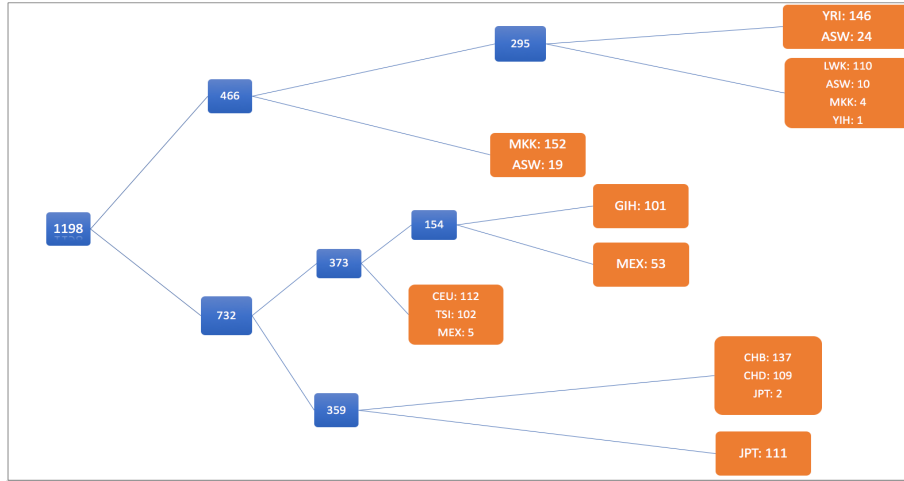 YRI: 146
ASW: 24
295
LWK: 110
ASW: 10
MKK: 4
YIH: 1
466
MKK: 152
ASW: 19
1198
GIH: 101
154
373
MEX: 53
CEU: 112
TSI: 102
MEX: 5
732
CHB: 137
CHD: 109
JPT: 2
359
JPT: 111